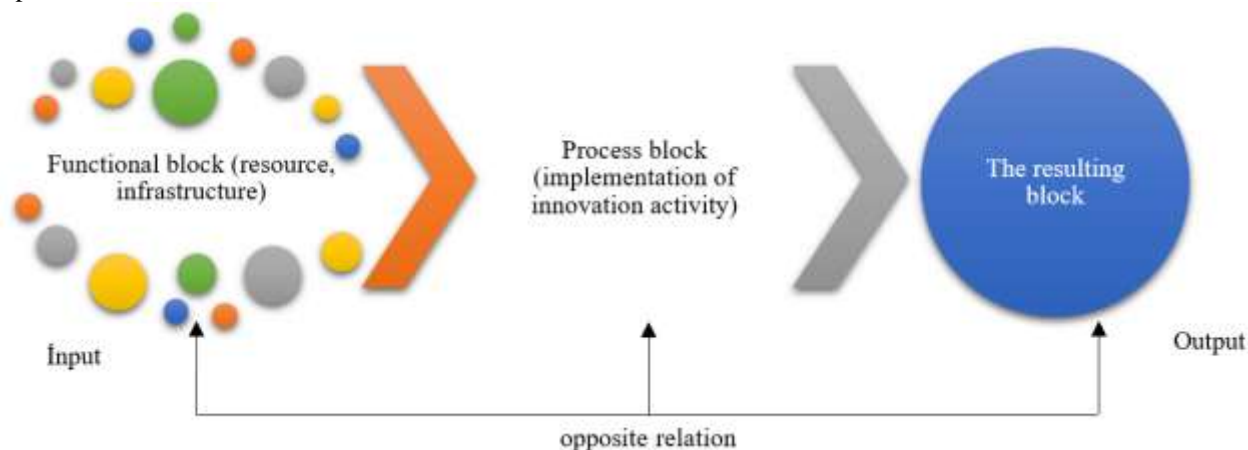 Functional block (resource,
infrastructure)
Process block
(implementation of
innovation activity)
The resulting
block
İnput
Output
opposite relation